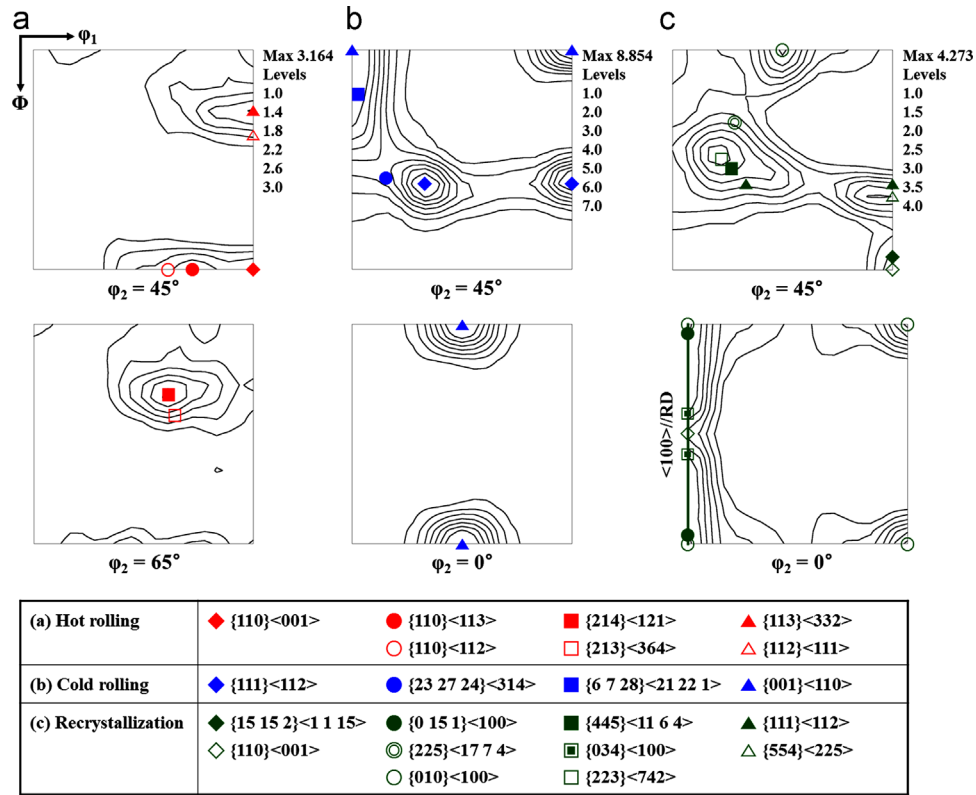 a
b
c
φ1
Φ
Max 3.164
Levels
1.0
1.4
1.8
2.2
2.6
3.0
Max 8.854
Levels
1.0
2.0
3.0
4.0
5.0
6.0
7.0
Max 4.273
Levels
1.0
1.5
2.0
2.5
3.0
3.5
4.0
φ2 = 45°
φ2 = 45°
φ2 = 45°
<100>//RD
φ2 = 65°
φ2 = 0°
φ2 = 0°
(a) Hot rolling {110}<001> {110}<113> {214}<121> {113}<332>
{110}<112> {213}<364> {112}<111>
(b) Cold rolling {111}<112> {23 27 24}<314> {6 7 28}<21 22 1> {001}<110>
(c) Recrystallization {15 15 2}<1 1 15> {0 15 1}<100> {445}<11 6 4> {111}<112>
{110}<001> {225}<17 7 4> {034}<100> {554}<225>
{010}<100> {223}<742>